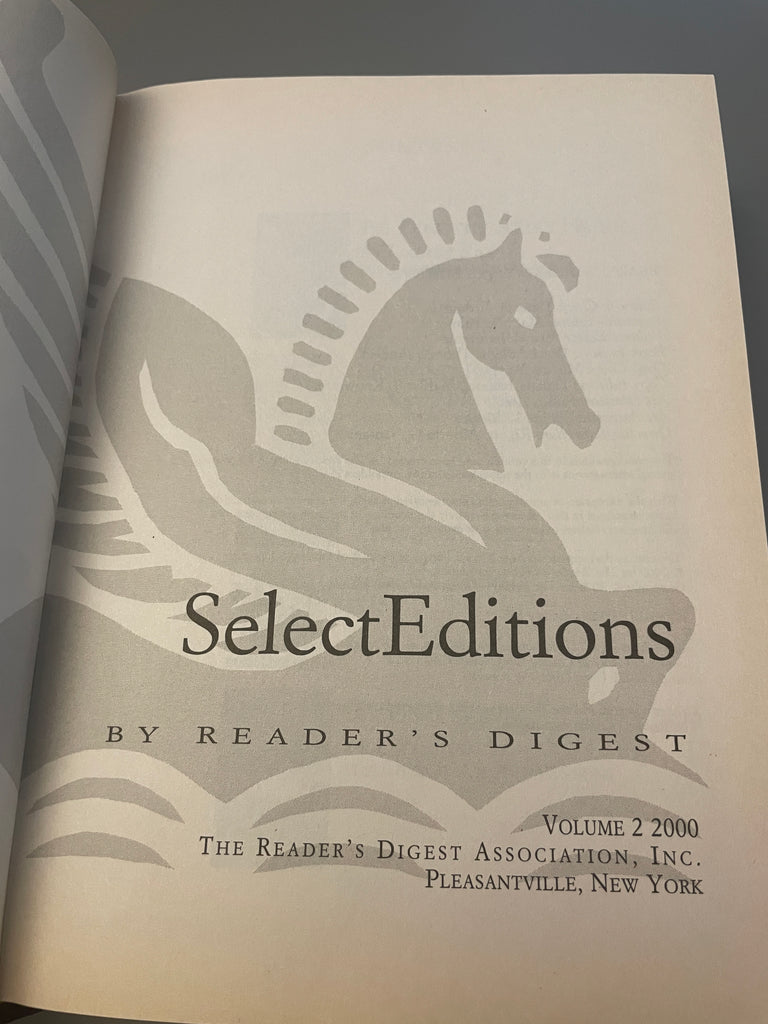 SelectEditions
BY READER'S DIGEST
VOLUME 2 2000
THE READER'S DIGEST ASSOCIATION, INC.
PLEASANTVILLE, NEW YORK